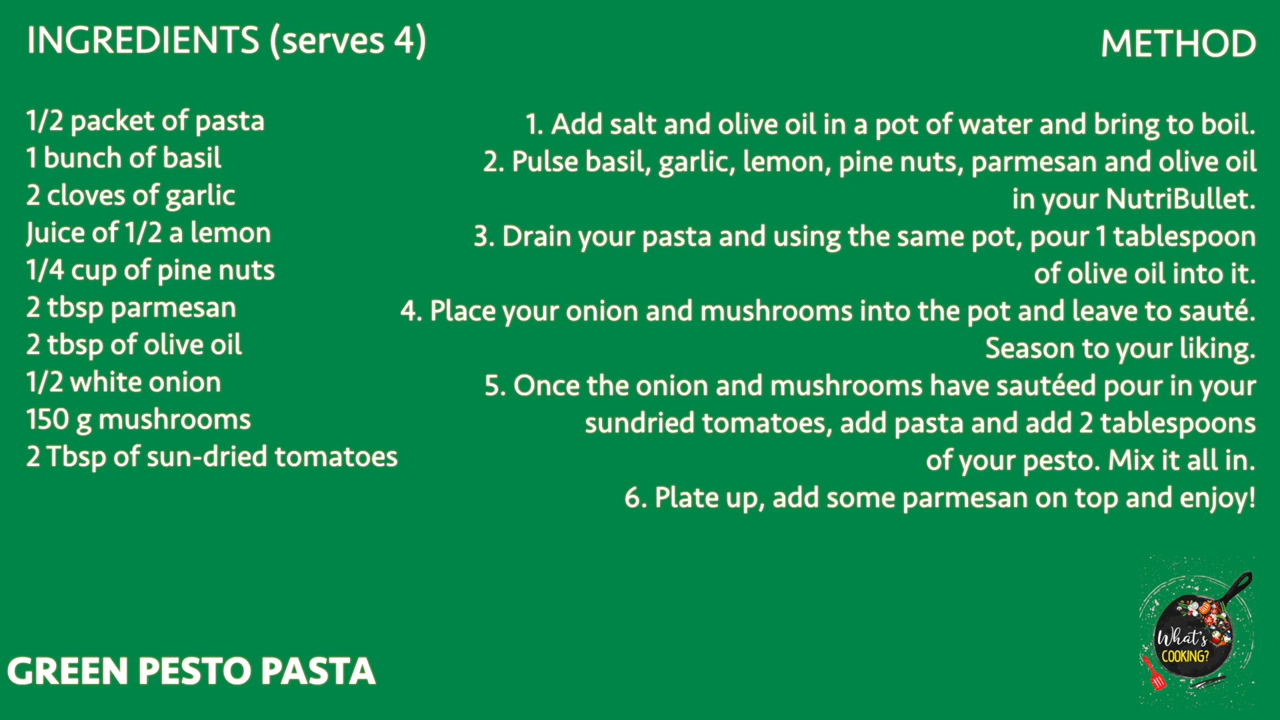 INGREDIENTS (serves 4)
1/2 packet of pasta
1 bunch of basil
2 cloves of garlic
Juice of 1/2 a lemon
1/4 cup of pine nuts
2 tbsp parmesan
2 tbsp of olive oil
1/2 white onion
150 g mushrooms
2 Tbsp of sun-dried tomatoes
METHOD
1. Add salt and olive oil in a pot of water and bring to boil.
2. Pulse basil, garlic, lemon, pine nuts, parmesan and olive oil
in your NutriBullet.
3. Drain your pasta and using the same pot, pour 1 tablespoon
of olive oil into it.
4. Place your onion and mushrooms into the pot and leave to sauté.
Season to your liking.
5. Once the onion and mushrooms have sautéed pour in your
sundried tomatoes, add pasta and add 2 tablespoons
of your pesto. Mix it all in.
6. Plate up, add some parmesan on top and enjoy!
What's
COOKING?
GREEN PESTO PASTA